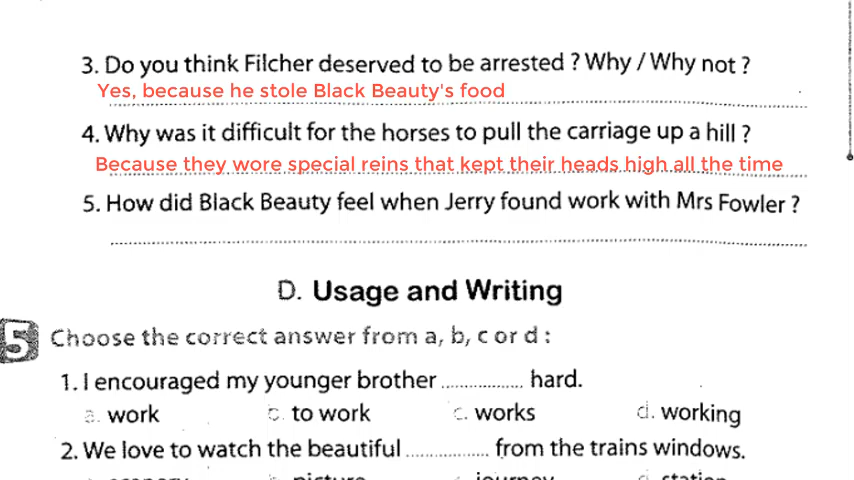 3. Do you think Filcher deserved to be arrested ? Why / Why not ?
Yes, because he stole Black Beauty's food
4. Why was it difficult for the horses to pull the carriage up a hill ?
Because they wore special reins that kept their heads high all the time
5. How did Black Beauty feel when Jerry found work with Mrs Fowler ?
D. Usage and Writing
5 Choose the correct answer from a, b, c or d :
1. I encouraged my younger brother ................ hard.
a. work b. to work c. works d. working
2. We love to watch the beautiful ................ from the trains windows.
a. scenery b. picture c. journey d. station